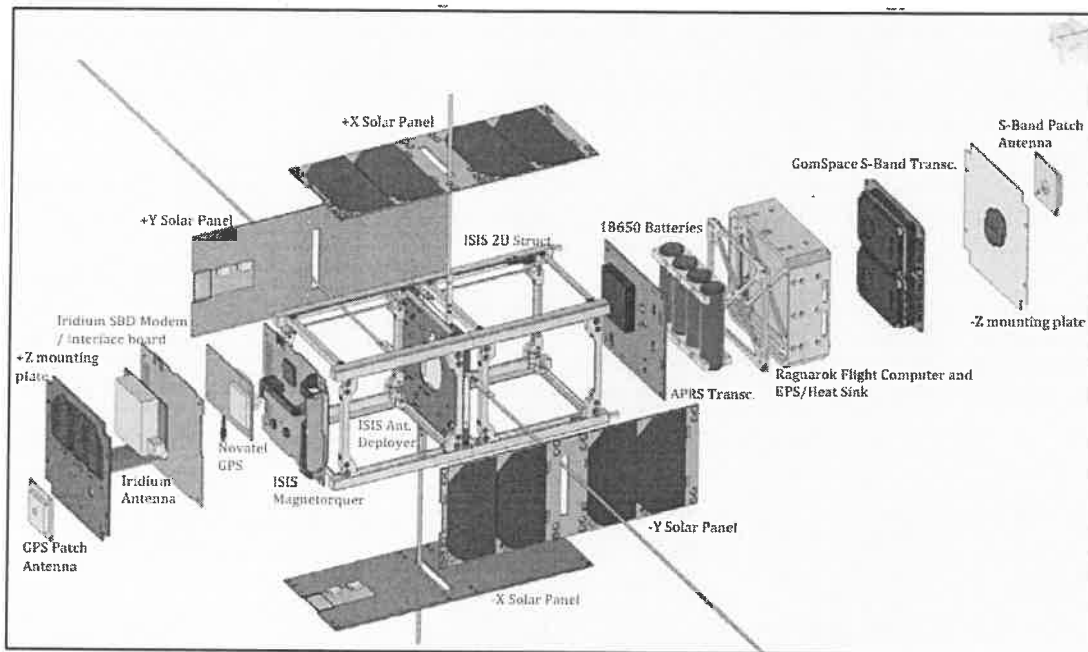 +X Solar Panel
S-Band Patch
Antenna
GomSpace S-Band Transc.
+Y Solar Panel
18650 Batteries
ISIS 2U Struct.
Iridium SBD Modem
/ Interface board
+Z mounting
plate
-Z mounting plate
Ragnarok Flight Computer and
EPS/Heat Sink
APRS Transc.
ISIS Ant.
Deployer
Novatel
GPS
Iridium
Antenna
ISIS
Magnetorquer
GPS Patch
Antenna
-Y Solar Panel
-X Solar Panel